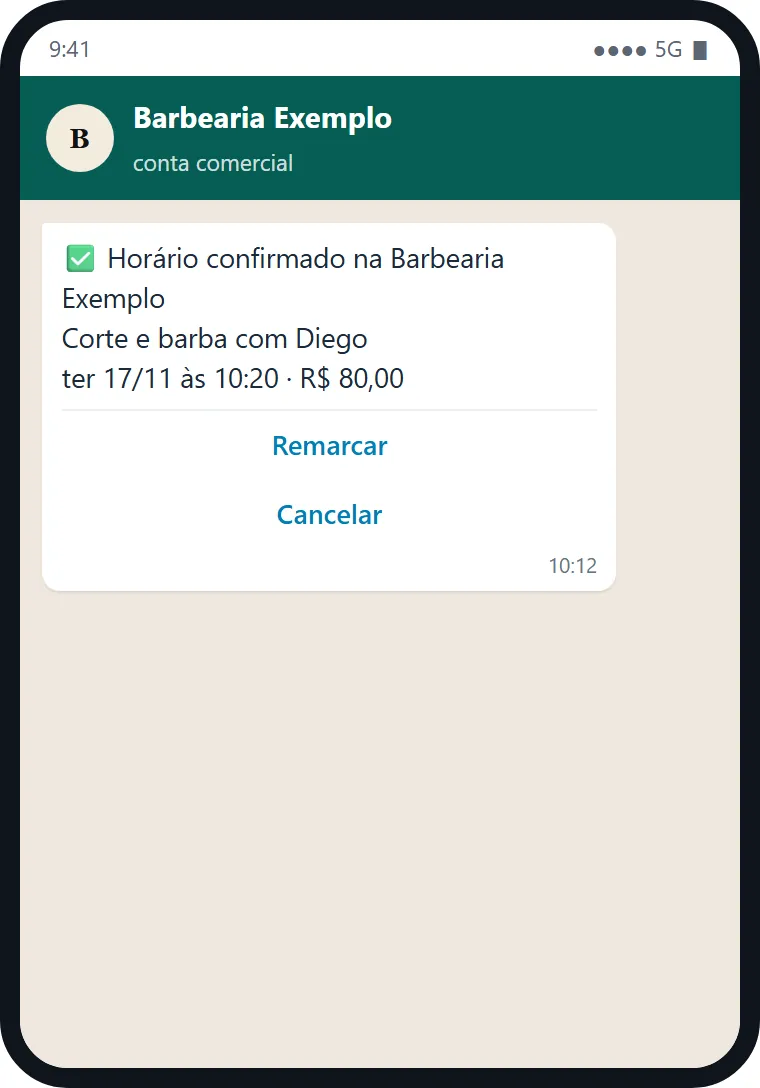 9:41
●●●● 5G
B
Barbearia Exemplo
conta comercial
✅ Horário confirmado na Barbearia
Exemplo
Corte e barba com Diego
ter 17/11 às 10:20 · R$ 80,00
Remarcar
Cancelar
10:12